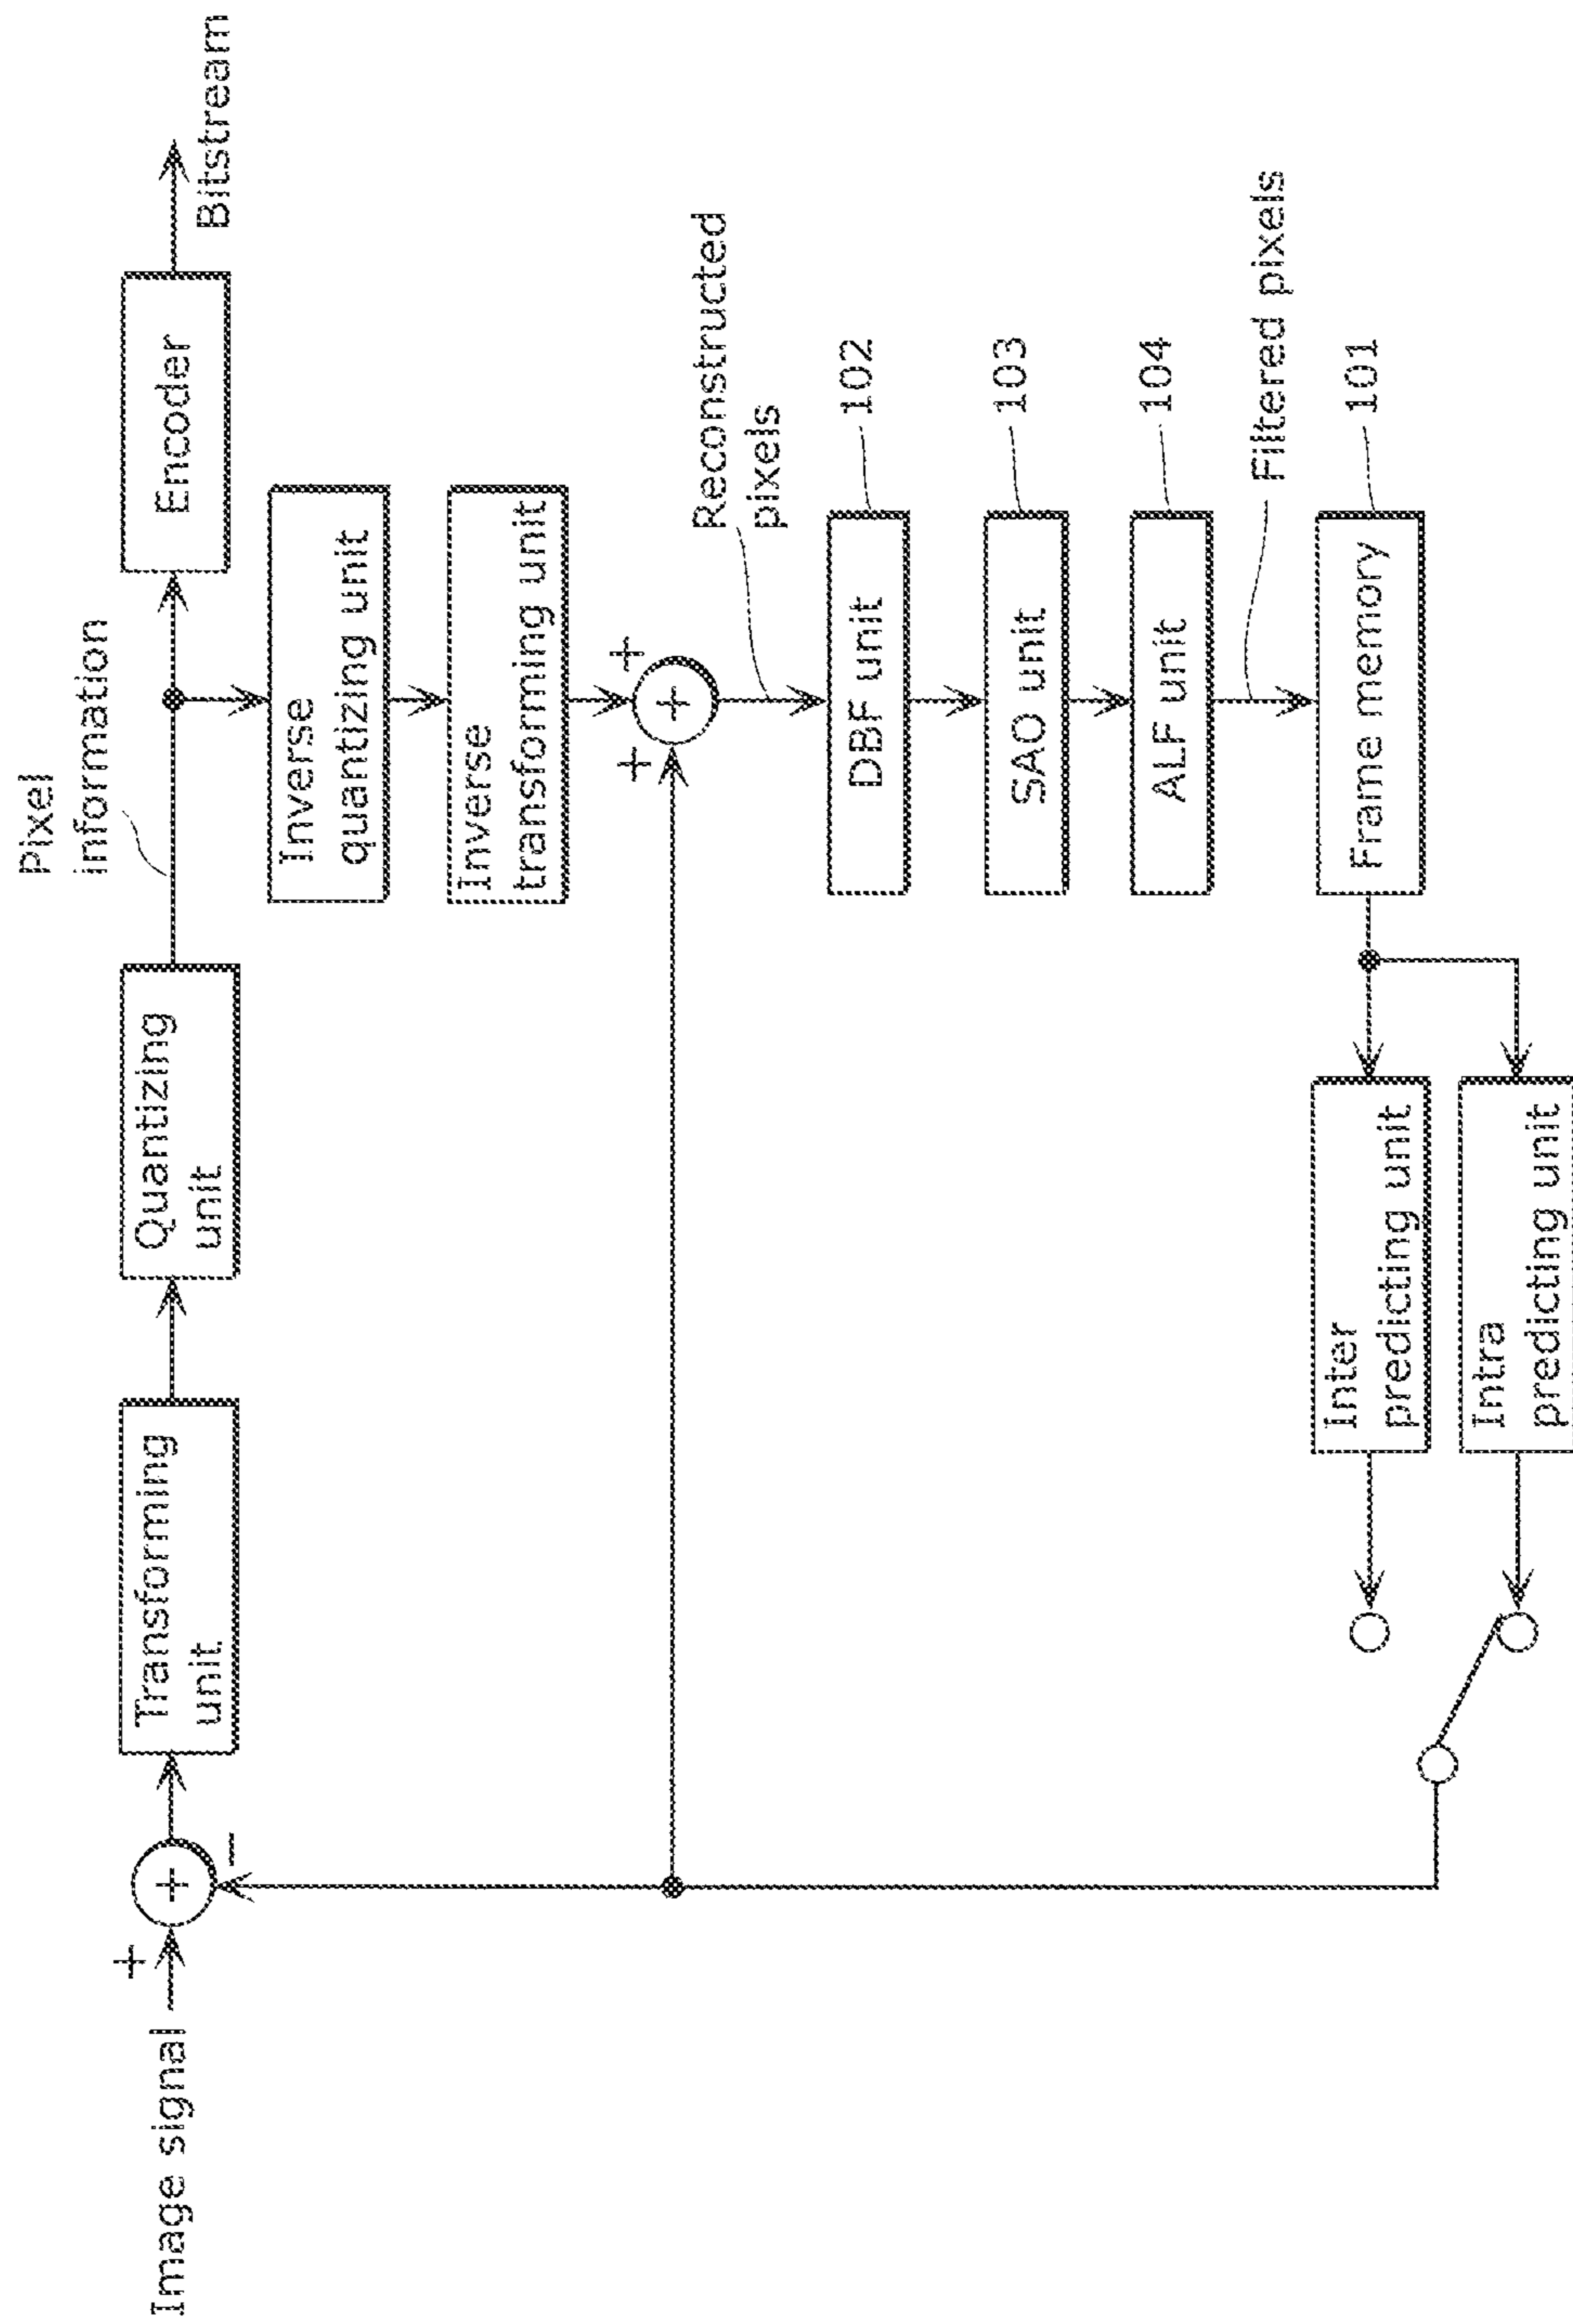 Image signal
+
+
−
Transforming
unit
Quantizing
unit
Pixel
information
Encoder
Bitstream
Inverse
quantizing unit
Inverse
transforming unit
+
+
+
Reconstructed
pixels
DBF unit
102
SAO unit
103
ALF unit
104
Filtered pixels
Frame memory
101
Inter
predicting unit
Intra
predicting unit